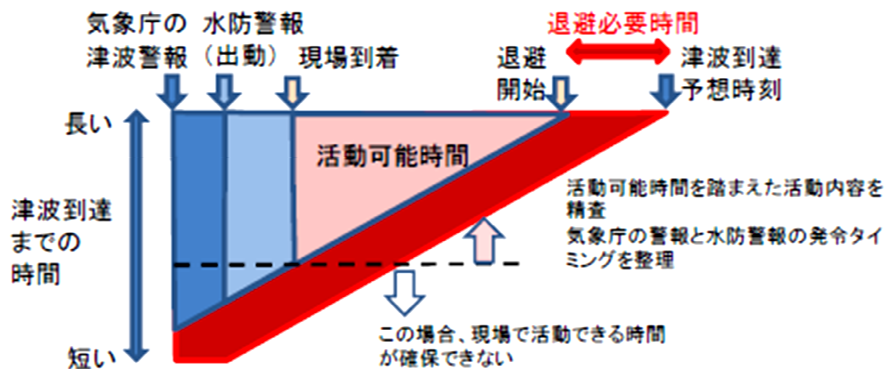 退避必要時間
気象庁の
津波警報
水防警報
（出動）
現場到着
退避
開始
津波到達
予想時刻
長い
活動可能時間
津波到達
までの
時間
活動可能時間を踏まえた活動内容を
精査
気象庁の警報と水防警報の発令タイ
ミングを整理
この場合、現場で活動できる時間
が確保できない
短い